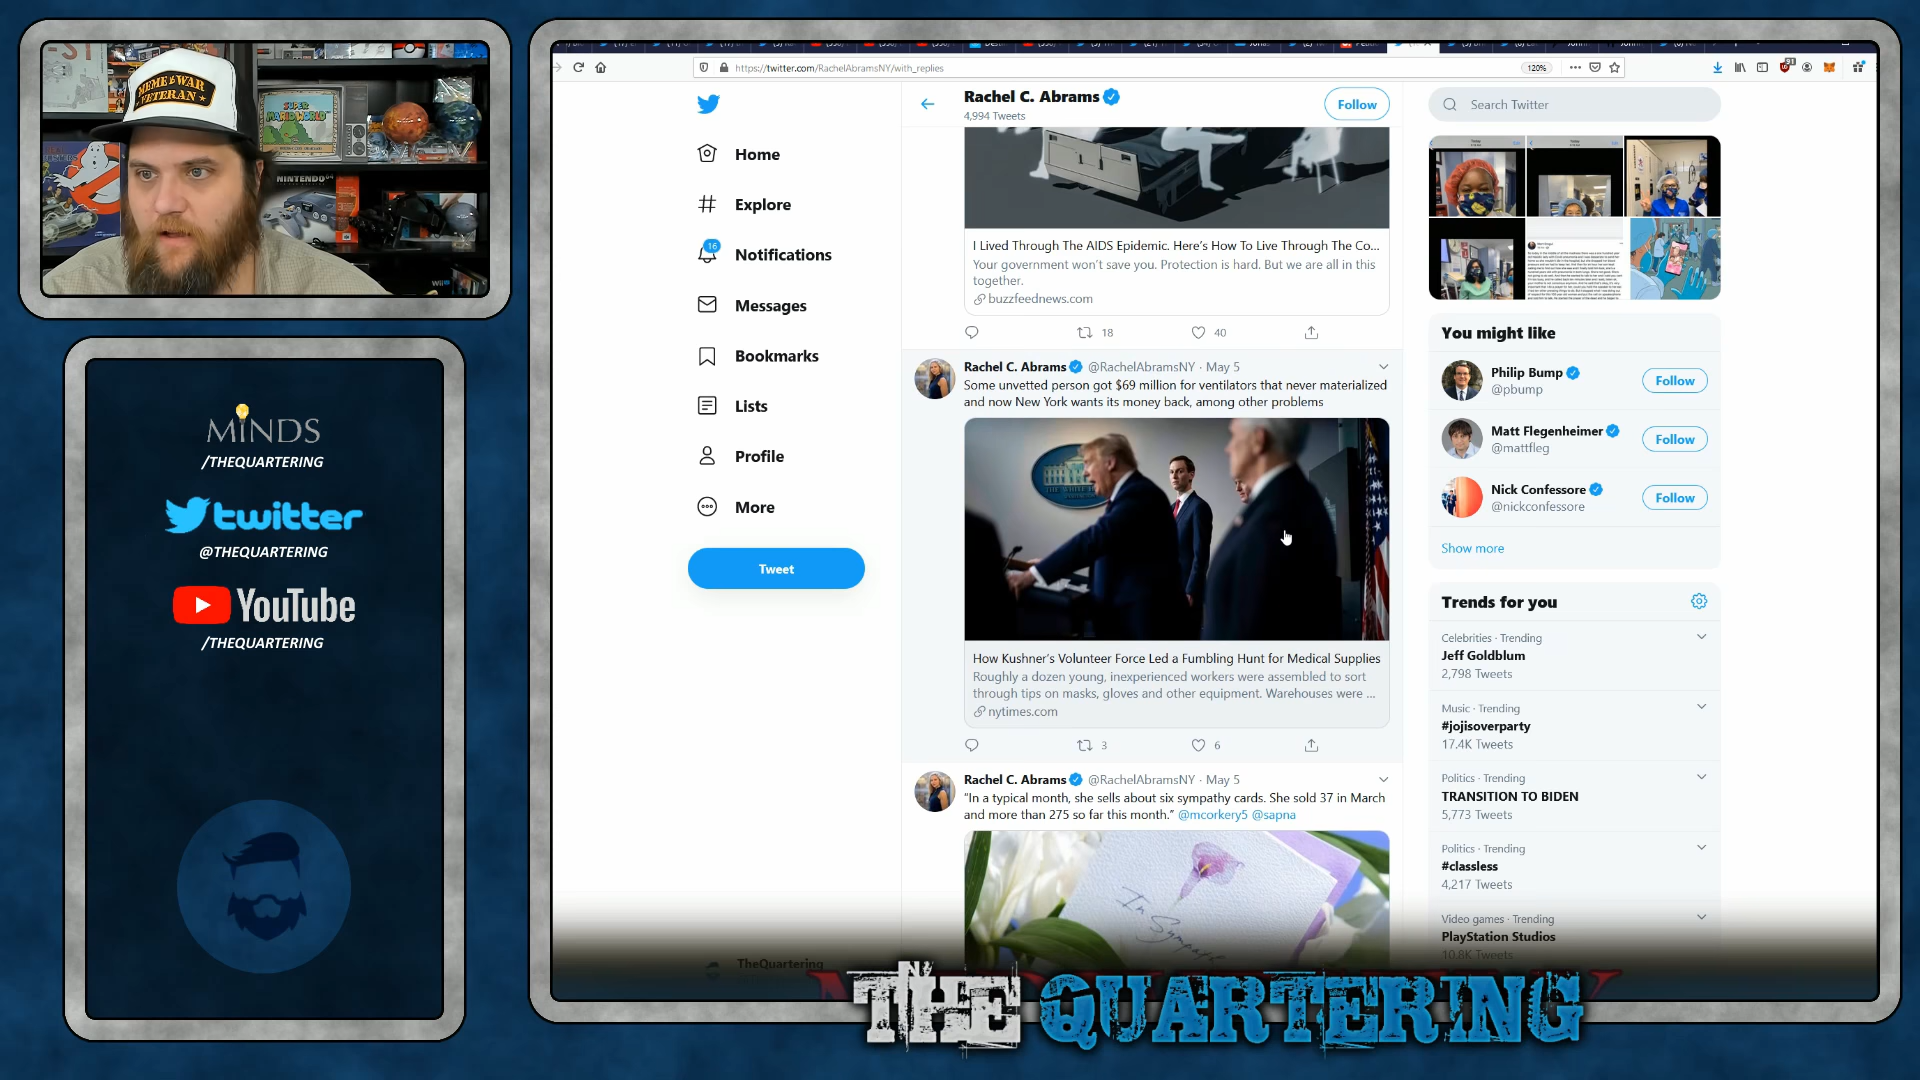 MEME WAR
VETERAN
SUPER
MARIO WORLD
NINTENDO
MINDS
/THEQUARTERING
twitter
@THEQUARTERING
YouTube
/THEQUARTERING
https://twitter.com/RachelAbramsNY/with_replies
120%
Home
Explore
16
Notifications
Messages
Bookmarks
Lists
Profile
More
Tweet
TheQuartering
Rachel C. Abrams
4,994 Tweets
Follow
I Lived Through The AIDS Epidemic. Here's How To Live Through The Co...
Your government won't save you. Protection is hard. But we are all in this
together.
buzzfeednews.com
18
40
Rachel C. Abrams @RachelAbramsNY · May 5
Some unvetted person got $69 million for ventilators that never materialized
and now New York wants its money back, among other problems
How Kushner's Volunteer Force Led a Fumbling Hunt for Medical Supplies
Roughly a dozen young, inexperienced workers were assembled to sort
through tips on masks, gloves and other equipment. Warehouses were ...
nytimes.com
3
6
Rachel C. Abrams @RachelAbramsNY · May 5
"In a typical month, she sells about six sympathy cards. She sold 37 in March
and more than 275 so far this month." @mcorkery5 @sapna
In Sympathy
Search Twitter
You might like
Philip Bump
@pbump
Follow
Matt Flegenheimer
@mattfleg
Follow
Nick Confessore
@nickconfessore
Follow
Show more
Trends for you
Celebrities · Trending
Jeff Goldblum
2,798 Tweets
Music · Trending
#jojisoverparty
17.4K Tweets
Politics · Trending
TRANSITION TO BIDEN
5,773 Tweets
Politics · Trending
#classless
4,217 Tweets
Video games · Trending
PlayStation Studios
10.8K Tweets
THE QUARTERING